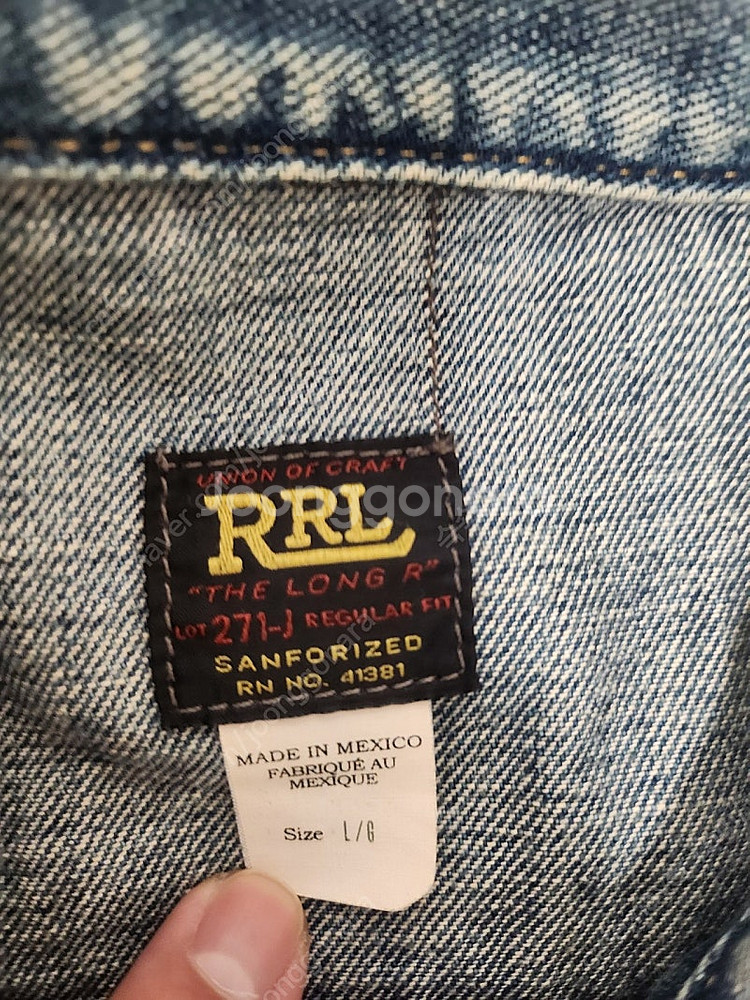 UNION OF CRAFT
RRL
"THE LONG R"
LOT 271-J REGULAR FIT
SANFORIZED
RN NO. 41381
MADE IN MEXICO
FABRIQUÉ AU
MEXIQUE
Size L/G